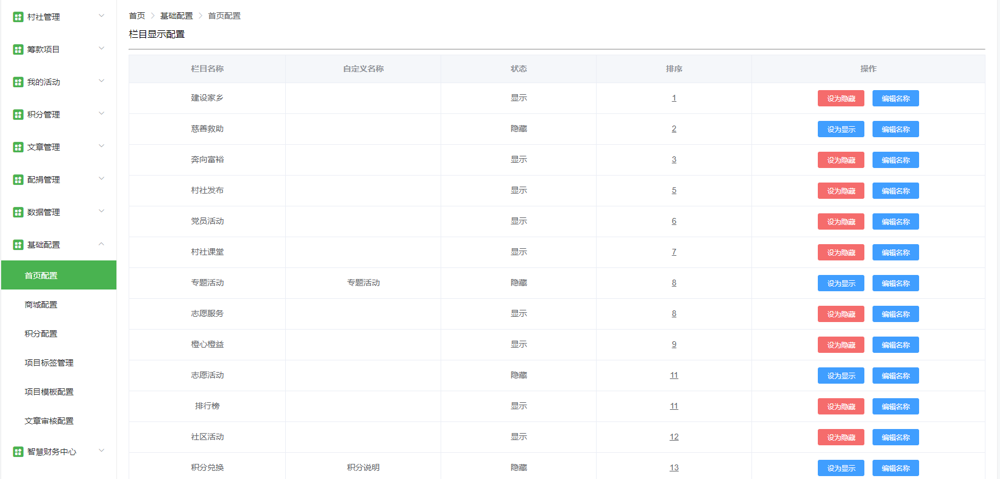 村社管理
筹款项目
我的活动
积分管理
文章管理
配捐管理
数据管理
基础配置
首页配置
商城配置
积分配置
项目标签管理
项目模板配置
文章审核配置
智慧财务中心
首页 > 基础配置 > 首页配置
栏目显示配置
栏目名称 自定义名称 状态 排序 操作
建设家乡 显示 1 设为隐藏 编辑名称
慈善救助 隐藏 2 设为显示 编辑名称
奔向富裕 显示 3 设为隐藏 编辑名称
村社发布 显示 5 设为隐藏 编辑名称
党员活动 显示 6 设为隐藏 编辑名称
村社课堂 显示 7 设为隐藏 编辑名称
专题活动 专题活动 隐藏 8 设为显示 编辑名称
志愿服务 显示 8 设为隐藏 编辑名称
橙心橙益 显示 9 设为隐藏 编辑名称
志愿活动 隐藏 11 设为显示 编辑名称
排行榜 显示 11 设为隐藏 编辑名称
社区活动 显示 12 设为隐藏 编辑名称
积分兑换 积分说明 隐藏 13 设为显示 编辑名称